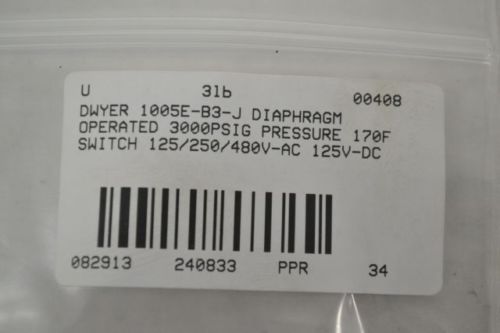 U 3lb 00408
DWYER 1005E-B3-J DIAPHRAGM
OPERATED 3000PSIG PRESSURE 170F
SWITCH 125/250/480V-AC 125V-DC
082913 240833 PPR 34